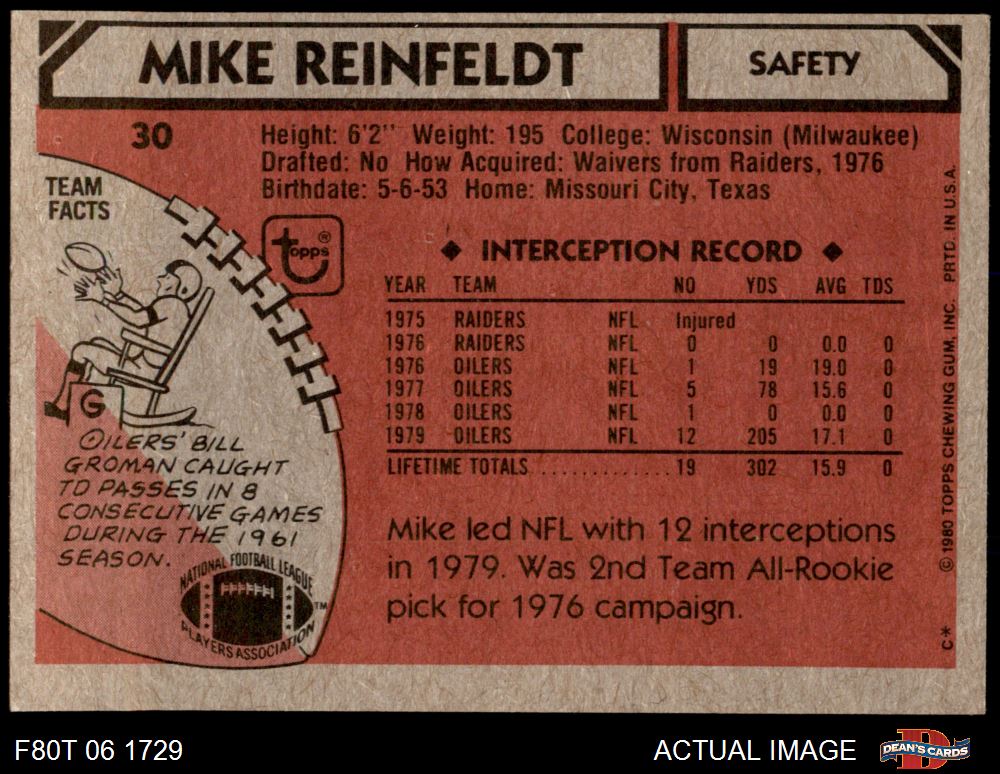 MIKE REINFELDT
SAFETY
30
Height: 6'2" Weight: 195 College: Wisconsin (Milwaukee)
Drafted: No How Acquired: Waivers from Raiders, 1976
Birthdate: 5-6-53 Home: Missouri City, Texas
TEAM
FACTS
topps®
◆ INTERCEPTION RECORD ◆
YEAR TEAM NO YDS AVG TDS
1975 RAIDERS NFL Injured
1976 RAIDERS NFL 0 0 0.0 0
1976 OILERS NFL 1 19 19.0 0
1977 OILERS NFL 5 78 15.6 0
1978 OILERS NFL 1 0 0.0 0
1979 OILERS NFL 12 205 17.1 0
LIFETIME TOTALS. . . . . . . . . . . . . 19 302 15.9 0
G
OILERS' BILL
GROMAN CAUGHT
TD PASSES IN 8
CONSECUTIVE GAMES
DURING THE 1961
SEASON.
NATIONAL FOOTBALL LEAGUE
PLAYERS ASSOCIATION
TM
Mike led NFL with 12 interceptions
in 1979. Was 2nd Team All-Rookie
pick for 1976 campaign.
C* © 1980 TOPPS CHEWING GUM, INC. PRTD. IN U.S.A.
F80T 06 1729
ACTUAL IMAGE
D
DEAN'S CARDS